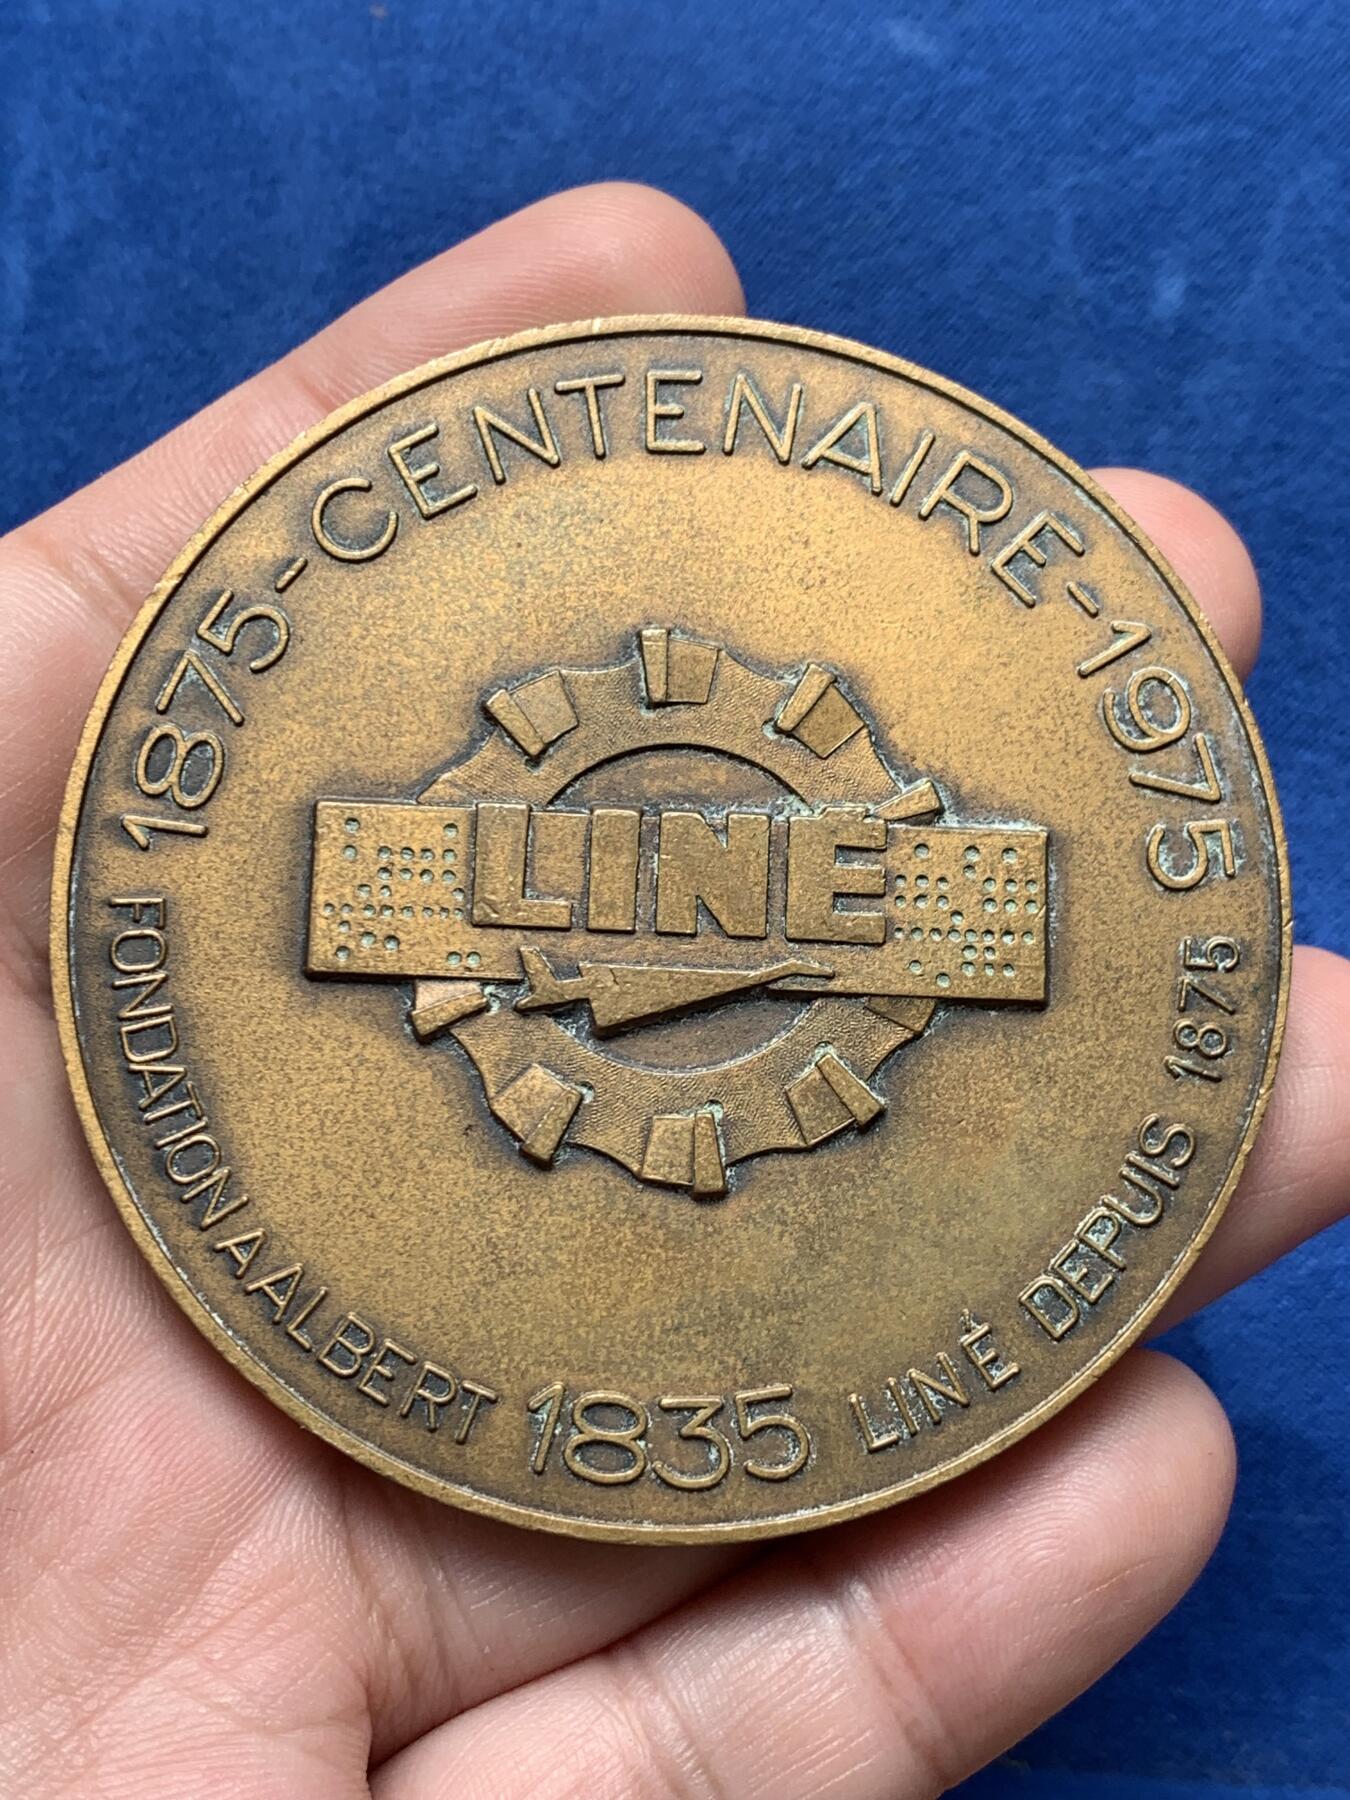 1875-CENTENAIRE-1975
LINÉ
FONDATION A ALBERT 1835 LINÉ DEPUIS 1875